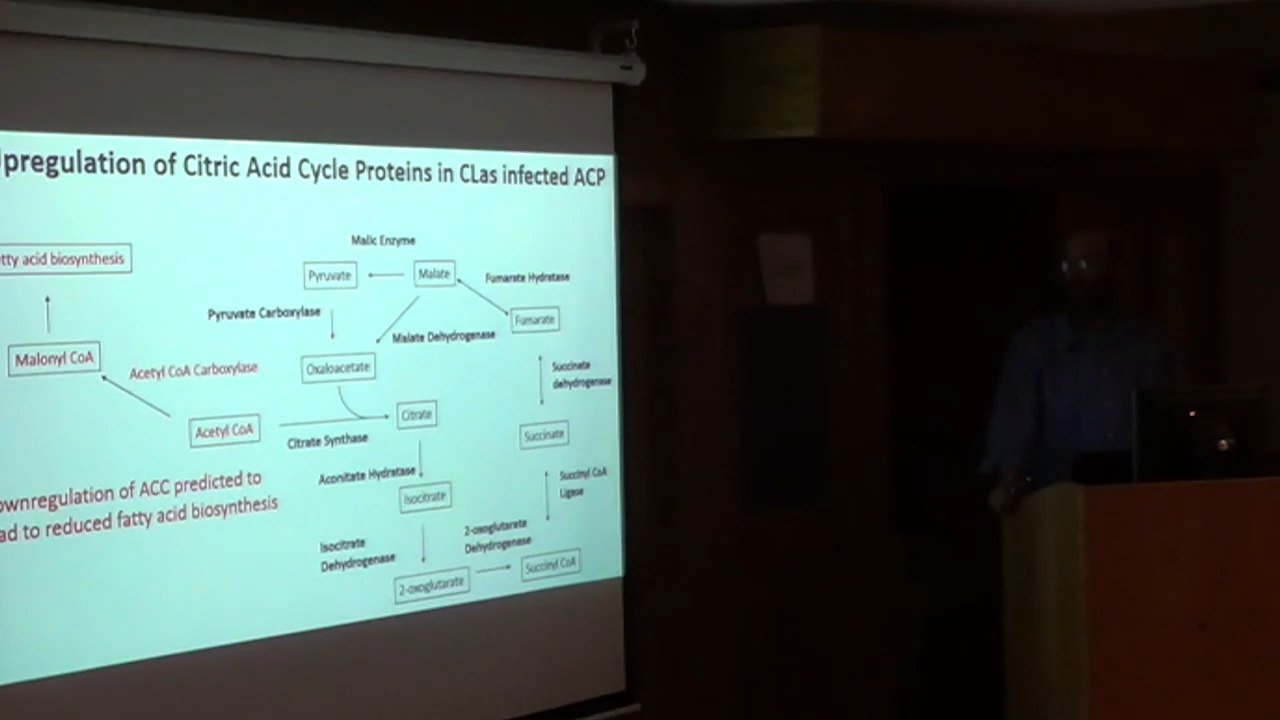 pregulation of Citric Acid Cycle Proteins in CLas infected ACP
Malic Enzyme
tty acid biosynthesis
Pyruvate
Malate
Fumarate Hydratase
Pyruvate Carboxylase
Fumarate
Malate Dehydrogenase
Malonyl CoA
Acetyl CoA Carboxylase
Oxaloacetate
Succinate
dehydrogenase
Acetyl CoA
Citrate
Citrate Synthase
Succinate
Aconitate Hydratase
Succinyl CoA
Ligase
ownregulation of ACC predicted to
ad to reduced fatty acid biosynthesis
Isocitrate
2-oxoglutarate
Dehydrogenase
Isocitrate
Dehydrogenase
Succinyl CoA
2-oxoglutarate